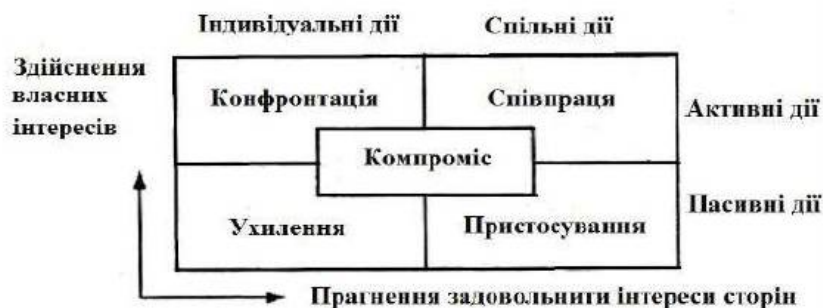 Індивідуальні дії
Спільні дії
Здійснення
власних
інтересів
Конфронтація
Співпраця
Активні дії
Компроміс
Ухилення
Пристосування
Пасивні дії
Прагнення задовольнити інтереси сторін